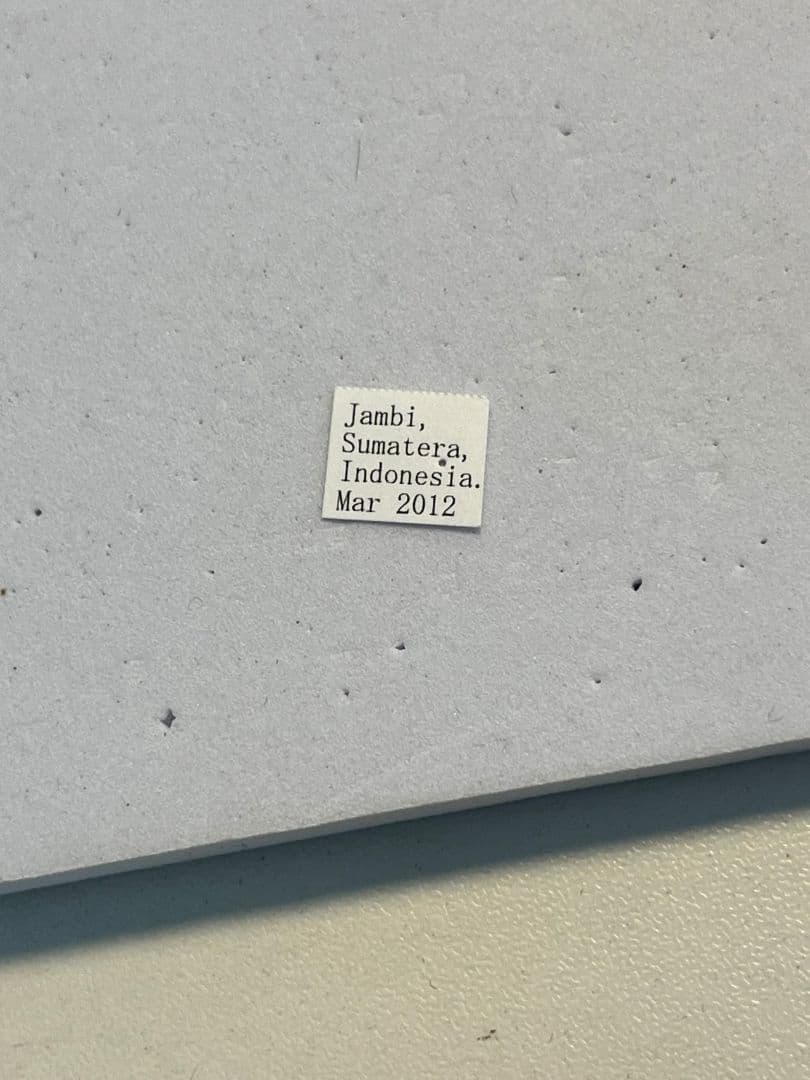 Jambi,
Sumatera,
Indonesia.
Mar 2012